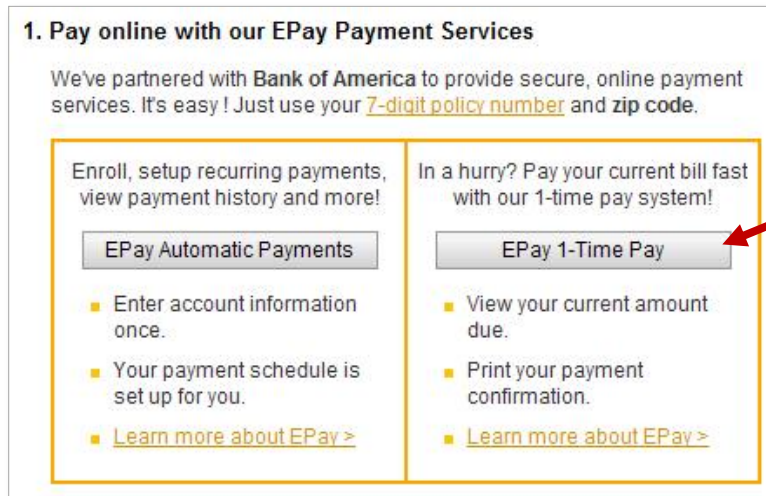 1. Pay online with our EPay Payment Services
We've partnered with Bank of America to provide secure, online payment
services. It's easy ! Just use your 7-digit policy number and zip code.
Enroll, setup recurring payments,
view payment history and more!
EPay Automatic Payments
Enter account information
once.
Your payment schedule is
set up for you.
Learn more about EPay >
In a hurry? Pay your current bill fast
with our 1-time pay system!
EPay 1-Time Pay
View your current amount
due.
Print your payment
confirmation.
Learn more about EPay >